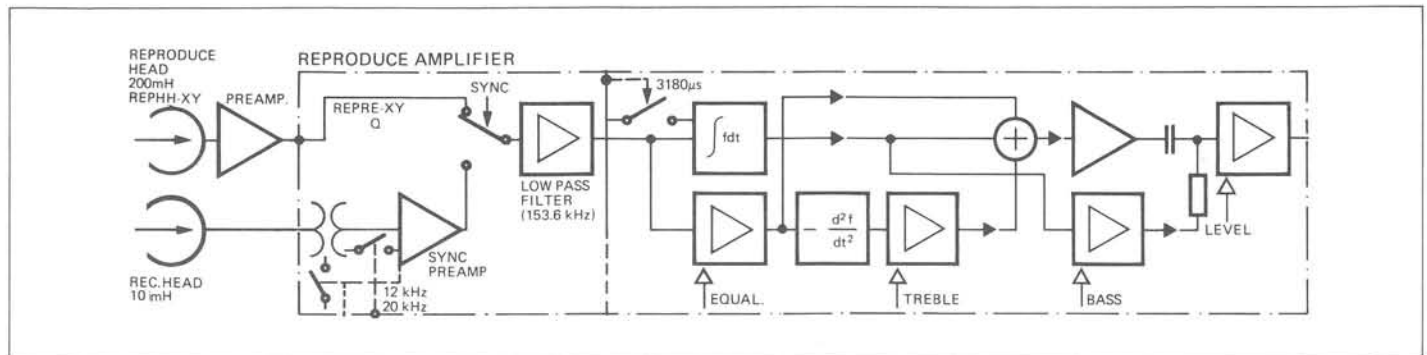 REPRODUCE
HEAD
200mH
REPHH-XY
PREAMP.
REPRODUCE AMPLIFIER
REPRE-XY
Q
SYNC
LOW PASS
FILTER
(153.6 kHz)
3180µs
∫fdt
+
REC.HEAD
10 mH
SYNC
PREAMP
12 kHz
20 kHz
EQUAL.
- d²f
dt²
TREBLE
BASS
LEVEL